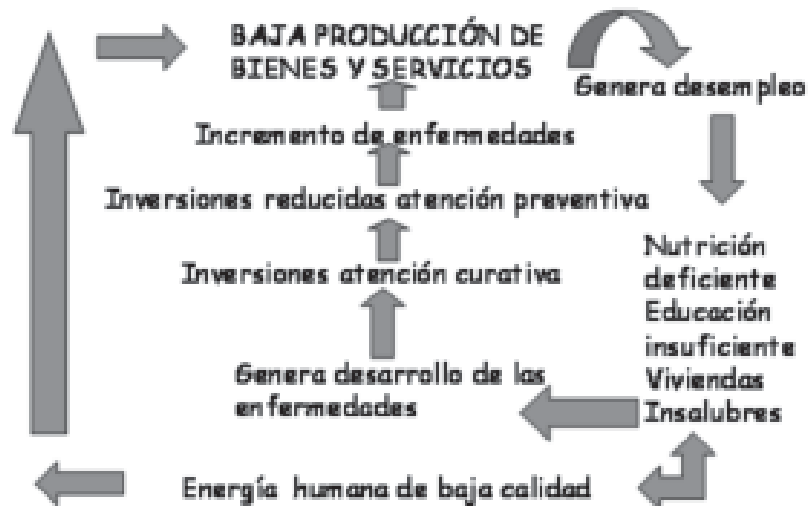 BAJA PRODUCCIÓN DE
BIENES Y SERVICIOS
Genera desempleo
Incremento de enfermedades
Inversiones reducidas atención preventiva
Inversiones atención curativa
Nutrición
deficiente
Educación
insuficiente
Viviendas
Insalubres
Genera desarrollo de las
enfermedades
Energía humana de baja calidad